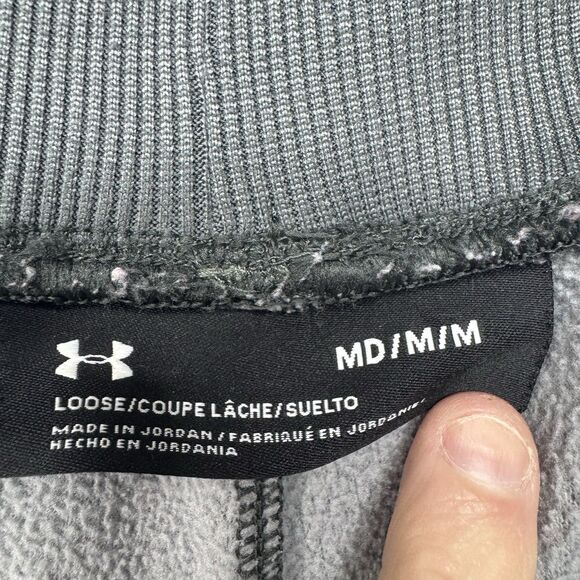 MD/M/M
LOOSE/COUPE LÂCHE/SUELTO
MADE IN JORDAN / FABRIQUÉ EN JORDANIE/
HECHO EN JORDANIA